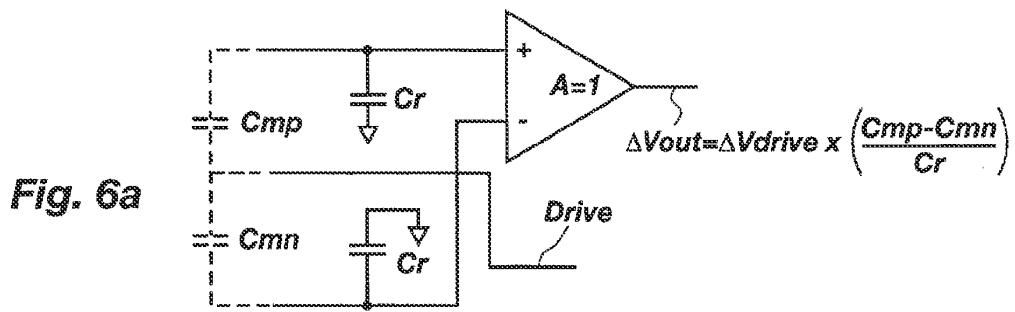 +
A=1
-
Cr
Cmp
ΔVout=ΔVdrive x (Cmp-Cmn / Cr)
Fig. 6a
Drive
Cmn
Cr